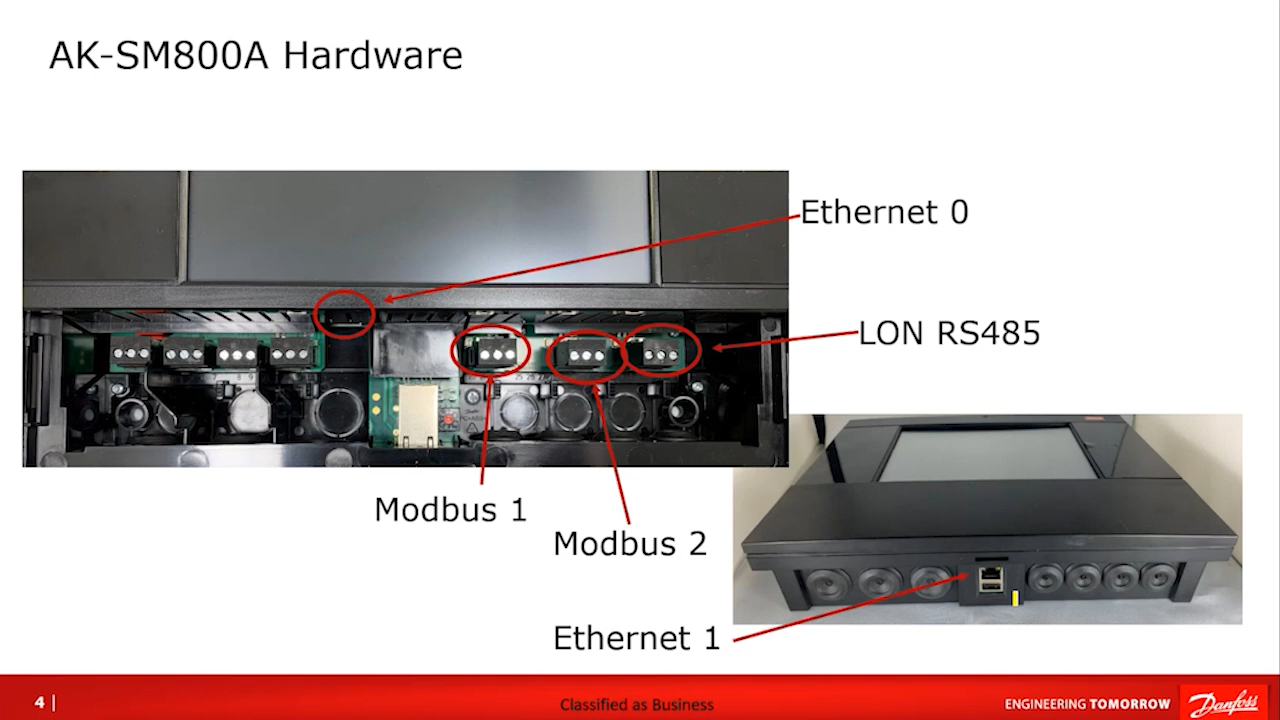 AK-SM800A Hardware
Ethernet 0
LON RS485
Modbus 1
Modbus 2
Ethernet 1
4 |
Classified as Business
ENGINEERING TOMORROW
Danfoss